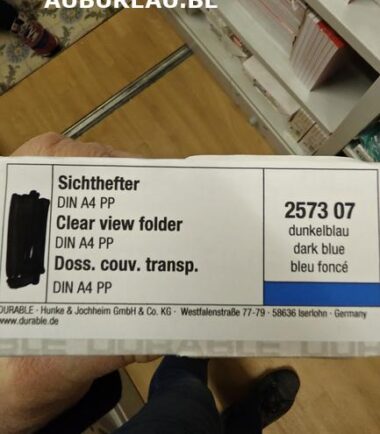 AUBUREAU.BE
Sichthefter
DIN A4 PP
Clear view folder
DIN A4 PP
Doss. couv. transp.
DIN A4 PP
2573 07
dunkelblau
dark blue
bleu foncé
DURABLE · Hunke & Jochheim GmbH & Co. KG · Westfalenstraße 77-79 · 58636 Iserlohn · Germany
www.durable.de